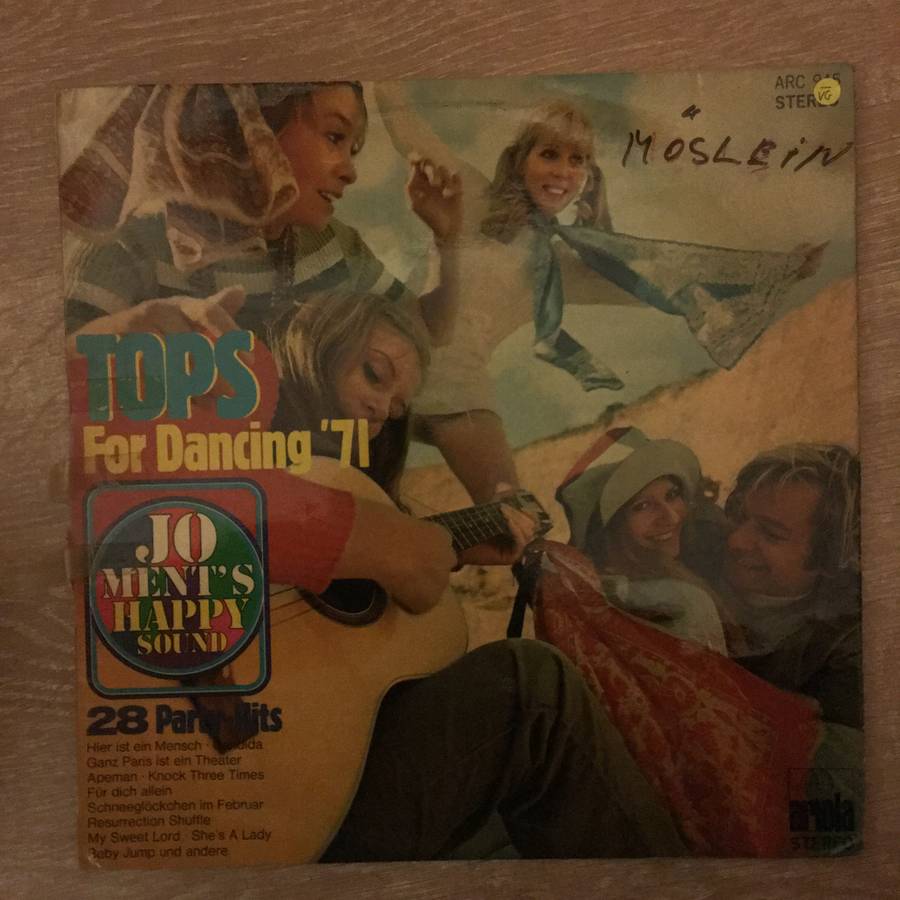 ARC
STEREO
VG
MÖSLEIN
TOPS
For Dancing '71
JO
MENT'S
HAPPY
SOUND
28 Party Hits
Hier ist ein Mensch ·
Ganz Paris ist ein Theater
Apeman · Knock Three Times
Für dich allein
Schneeglöckchen im Februar
Resurrection Shuffle
My Sweet Lord · She's A Lady
Baby Jump und andere
ariola
STEREO